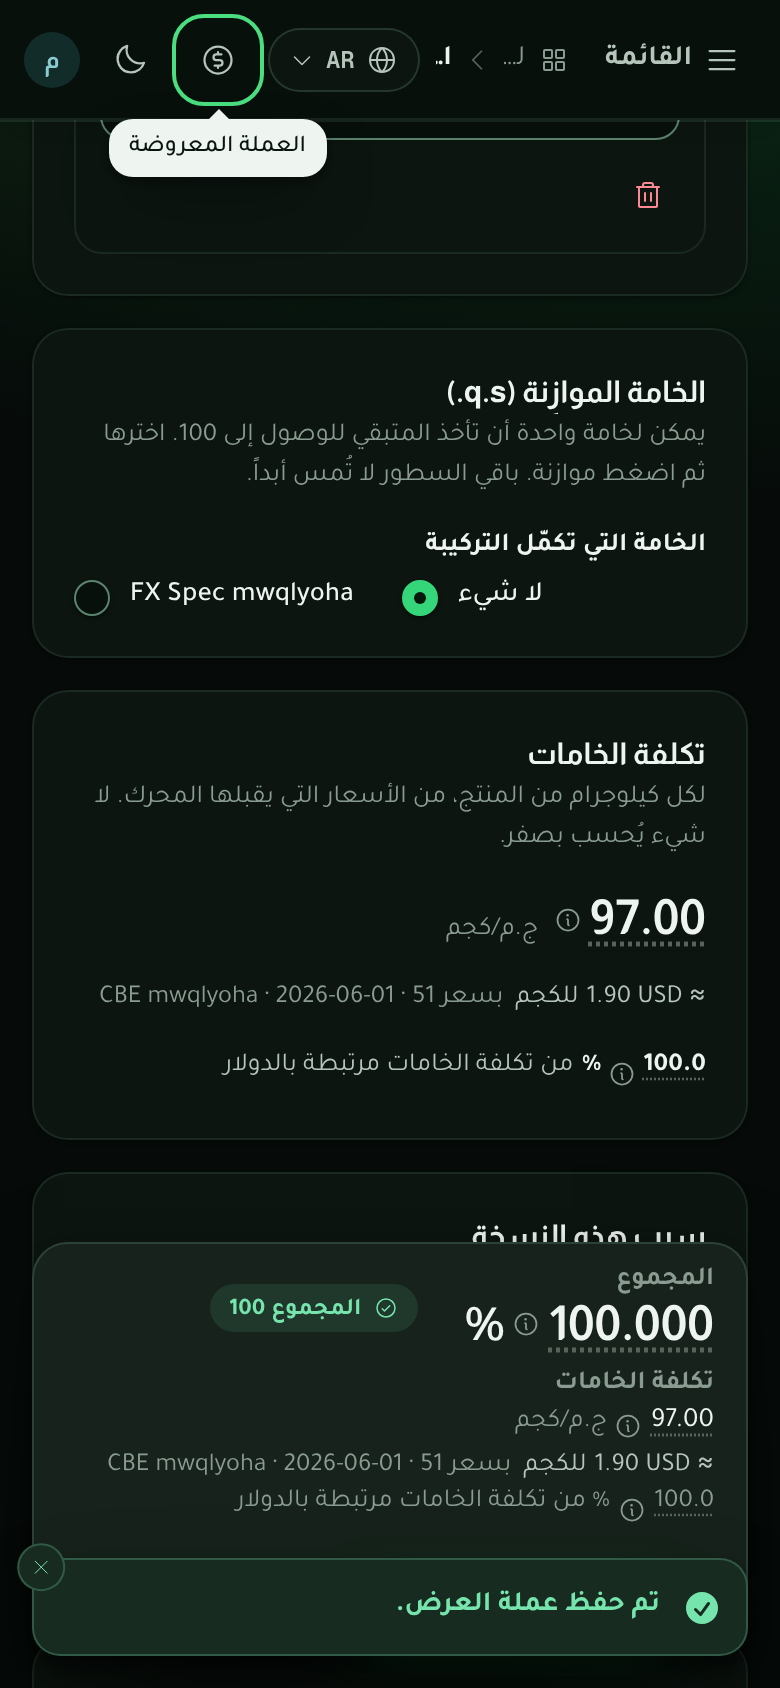 القائمة
لـ...
AR
م
العملة المعروضة
الخامة الموازِنة (q.s.)
يمكن لخامة واحدة أن تأخذ المتبقي للوصول إلى 100. اخترها
ثم اضغط موازنة. باقي السطور لا تُمس أبداً.
الخامة التي تكمّل التركيبة
لا شيء
FX Spec mwqlyoha
تكلفة الخامات
لكل كيلوجرام من المنتج، من الأسعار التي يقبلها المحرك. لا
شيء يُحسب بصفر.
97.00 ج.م/كجم
≈ 1.90 USD للكجم بسعر 51 · CBE mwqlyoha · 2026-06-01
100.0 % من تكلفة الخامات مرتبطة بالدولار
سبب هذه النسخة
المجموع
100.000 %
المجموع 100
تكلفة الخامات
97.00 ج.م/كجم
≈ 1.90 USD للكجم بسعر 51 · CBE mwqlyoha · 2026-06-01
100.0 % من تكلفة الخامات مرتبطة بالدولار
تم حفظ عملة العرض.